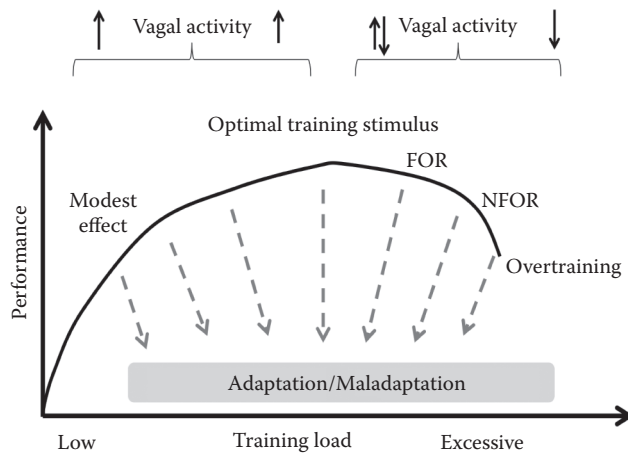 Vagal activity
Vagal activity
Optimal training stimulus
FOR
NFOR
Modest
effect
Overtraining
Performance
Adaptation/Maladaptation
Low
Training load
Excessive